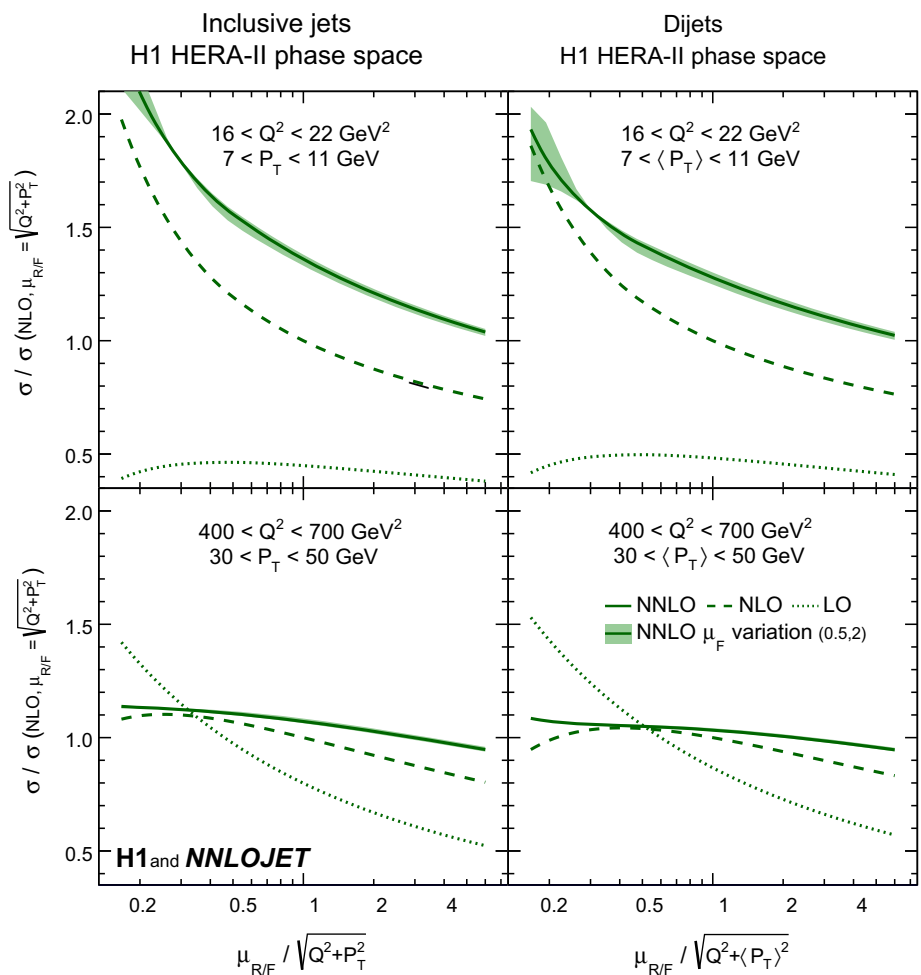 Inclusive jets
H1 HERA-II phase space
Dijets
H1 HERA-II phase space
σ / σ (NLO, μ_R/F = √Q²+P_T²)
2.0
1.5
1.0
0.5
16 < Q² < 22 GeV²
7 < P_T < 11 GeV
16 < Q² < 22 GeV²
7 < ⟨P_T⟩ < 11 GeV
σ / σ (NLO, μ_R/F = √Q²+P_T²)
2.0
1.5
1.0
0.5
400 < Q² < 700 GeV²
30 < P_T < 50 GeV
H1 and NNLOJET
400 < Q² < 700 GeV²
30 < ⟨P_T⟩ < 50 GeV
NNLO NLO LO
NNLO μ_F variation (0.5,2)
0.2 0.5 1 2 4
0.2 0.5 1 2 4
μ_R/F / √Q²+P_T²
μ_R/F / √Q²+⟨P_T⟩²